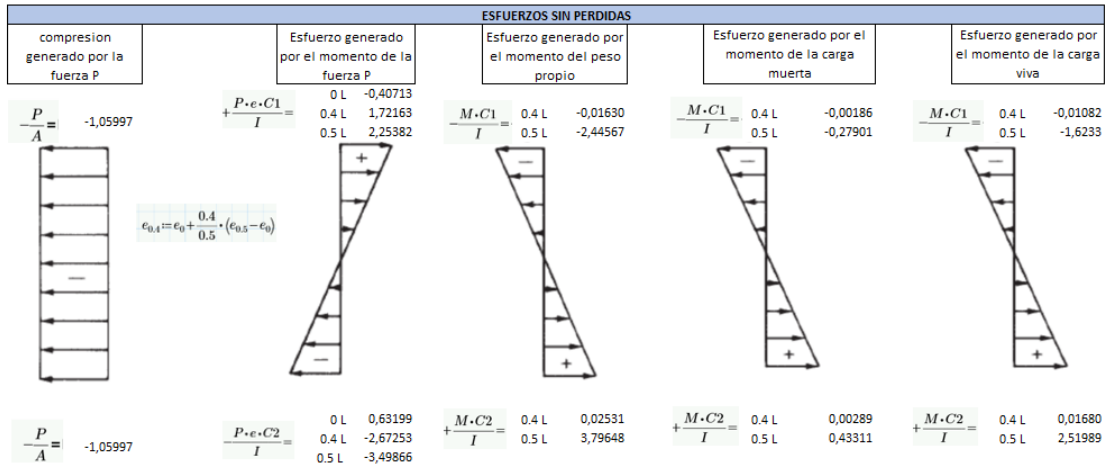 ESFUERZOS SIN PERDIDAS
compresion
generado por la
fuerza P
Esfuerzo generado
por el momento de la
fuerza P
Esfuerzo generado por
el momento del peso
propio
Esfuerzo generado por el
momento de la carga
muerta
Esfuerzo generado por
el momento de la carga
viva
-P/A= -1,05997
+P·e·C1/I= 0 L -0,40713
0.4 L 1,72163
0.5 L 2,25382
-M·C1/I= 0.4 L -0,01630
0.5 L -2,44567
-M·C1/I= 0.4 L -0,00186
0.5 L -0,27901
-M·C1/I= 0.4 L -0,01082
0.5 L -1,6233
−
+
−
e0.4:=e0+0.4/0.5·(e0.5−e0)
−
+
−
+
−
+
-P/A= -1,05997
-P·e·C2/I= 0 L 0,63199
0.4 L -2,67253
0.5 L -3,49866
+M·C2/I= 0.4 L 0,02531
0.5 L 3,79648
+M·C2/I= 0.4 L 0,00289
0.5 L 0,43311
+M·C2/I= 0.4 L 0,01680
0.5 L 2,51989